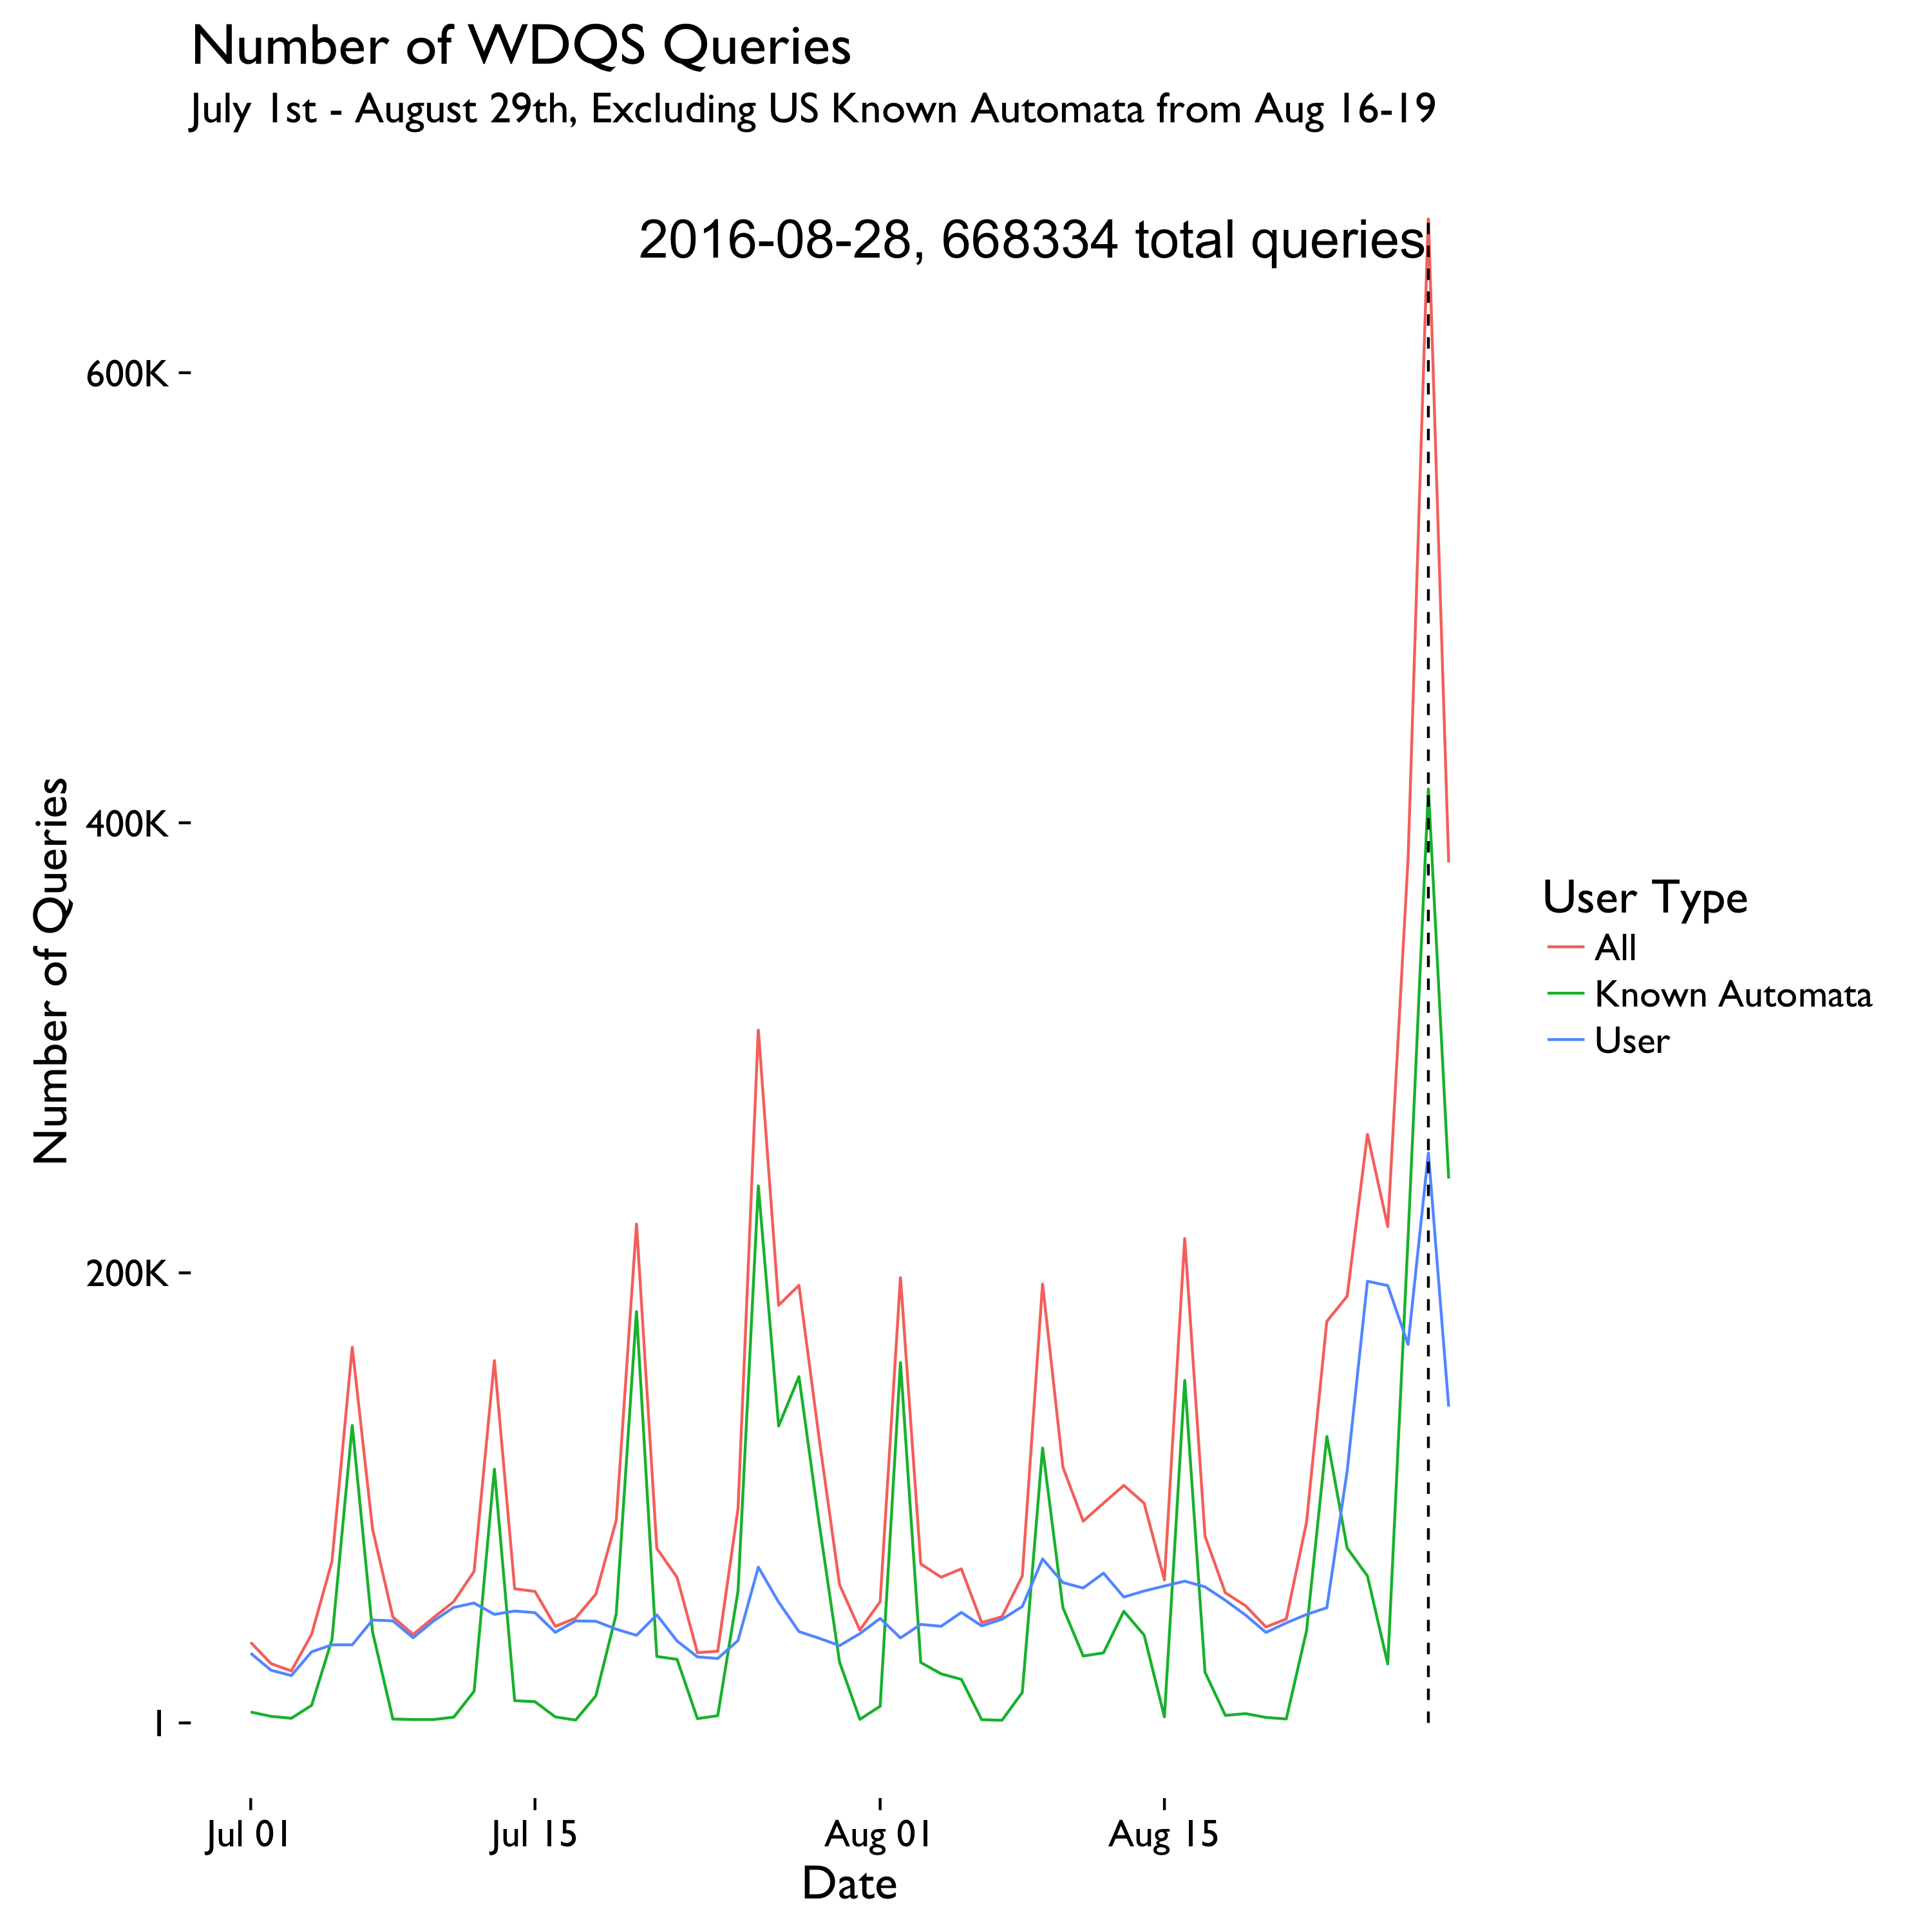 Number of WDQS Queries
July 1st - August 29th, Excluding US Known Automata from Aug 16-19
2016-08-28, 668334 total queries
600K
400K
200K
1
Number of Queries
Jul 01
Jul 15
Aug 01
Aug 15
Date
User Type
All
Known Automata
User